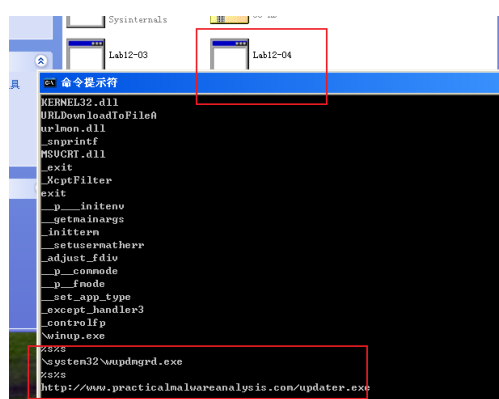 Sysinternals
Lab12-03
Lab12-04
具
命令提示符
KERNEL32.dll
URLDownloadToFileA
urlmon.dll
_snprintf
MSVCRT.dll
_exit
_XcptFilter
exit
__p___initenv
__getmainargs
_initterm
__setusermatherr
_adjust_fdiv
__p__commode
__p__fmode
__set_app_type
_except_handler3
_controlfp
\winup.exe
%s%s
\system32\wupdmgrd.exe
%s%s
http://www.practicalmalwareanalysis.com/updater.exe